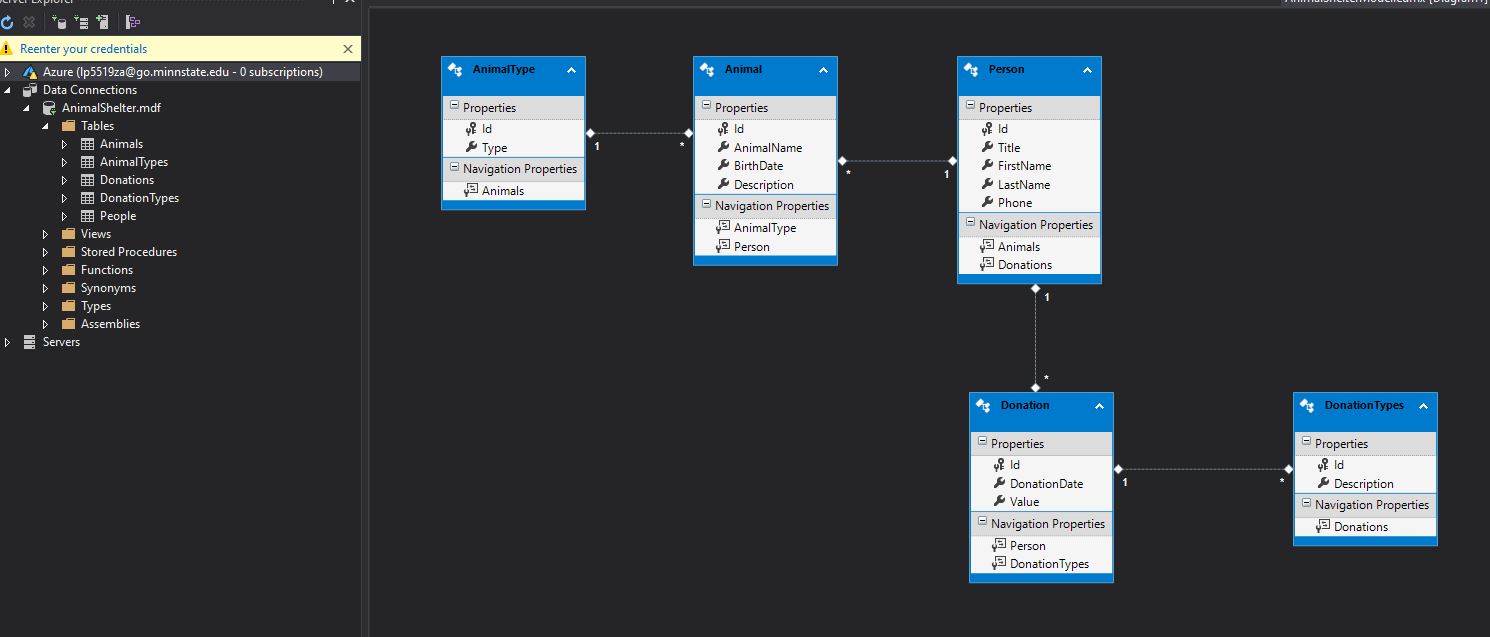 Server Explorer
Reenter your credentials
Azure (lp5519za@go.minnstate.edu - 0 subscriptions)
Data Connections
AnimalShelter.mdf
Tables
Animals
AnimalTypes
Donations
DonationTypes
People
Views
Stored Procedures
Functions
Synonyms
Types
Assemblies
Servers
AnimalType
Properties
Id
Type
Navigation Properties
Animals
1
*
Animal
Properties
Id
AnimalName
BirthDate
Description
Navigation Properties
AnimalType
Person
*
1
Person
Properties
Id
Title
FirstName
LastName
Phone
Navigation Properties
Animals
Donations
1
*
Donation
Properties
Id
DonationDate
Value
Navigation Properties
Person
DonationTypes
1
*
DonationTypes
Properties
Id
Description
Navigation Properties
Donations